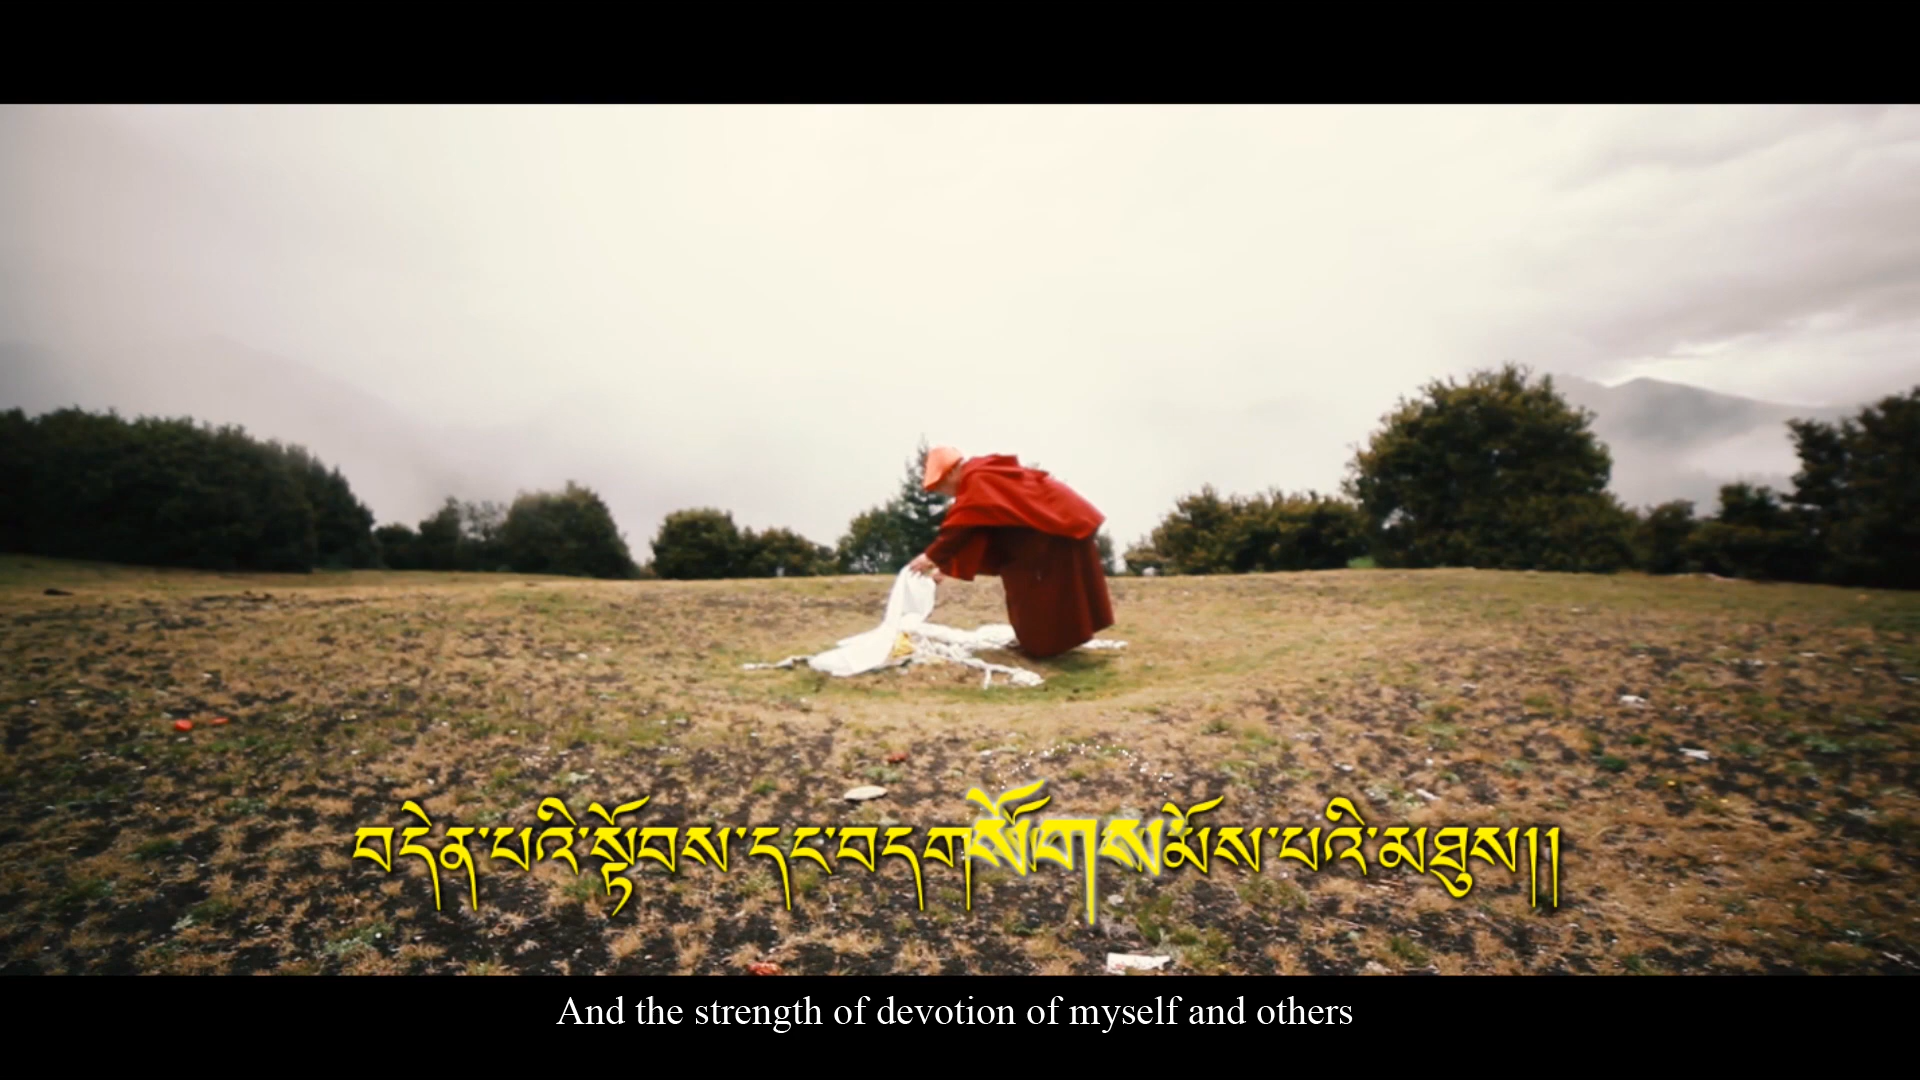 བདེན་པའི་སྟོབས་དང་བདག་སོགས་མོས་པའི་མཐུས།།
And the strength of devotion of myself and others